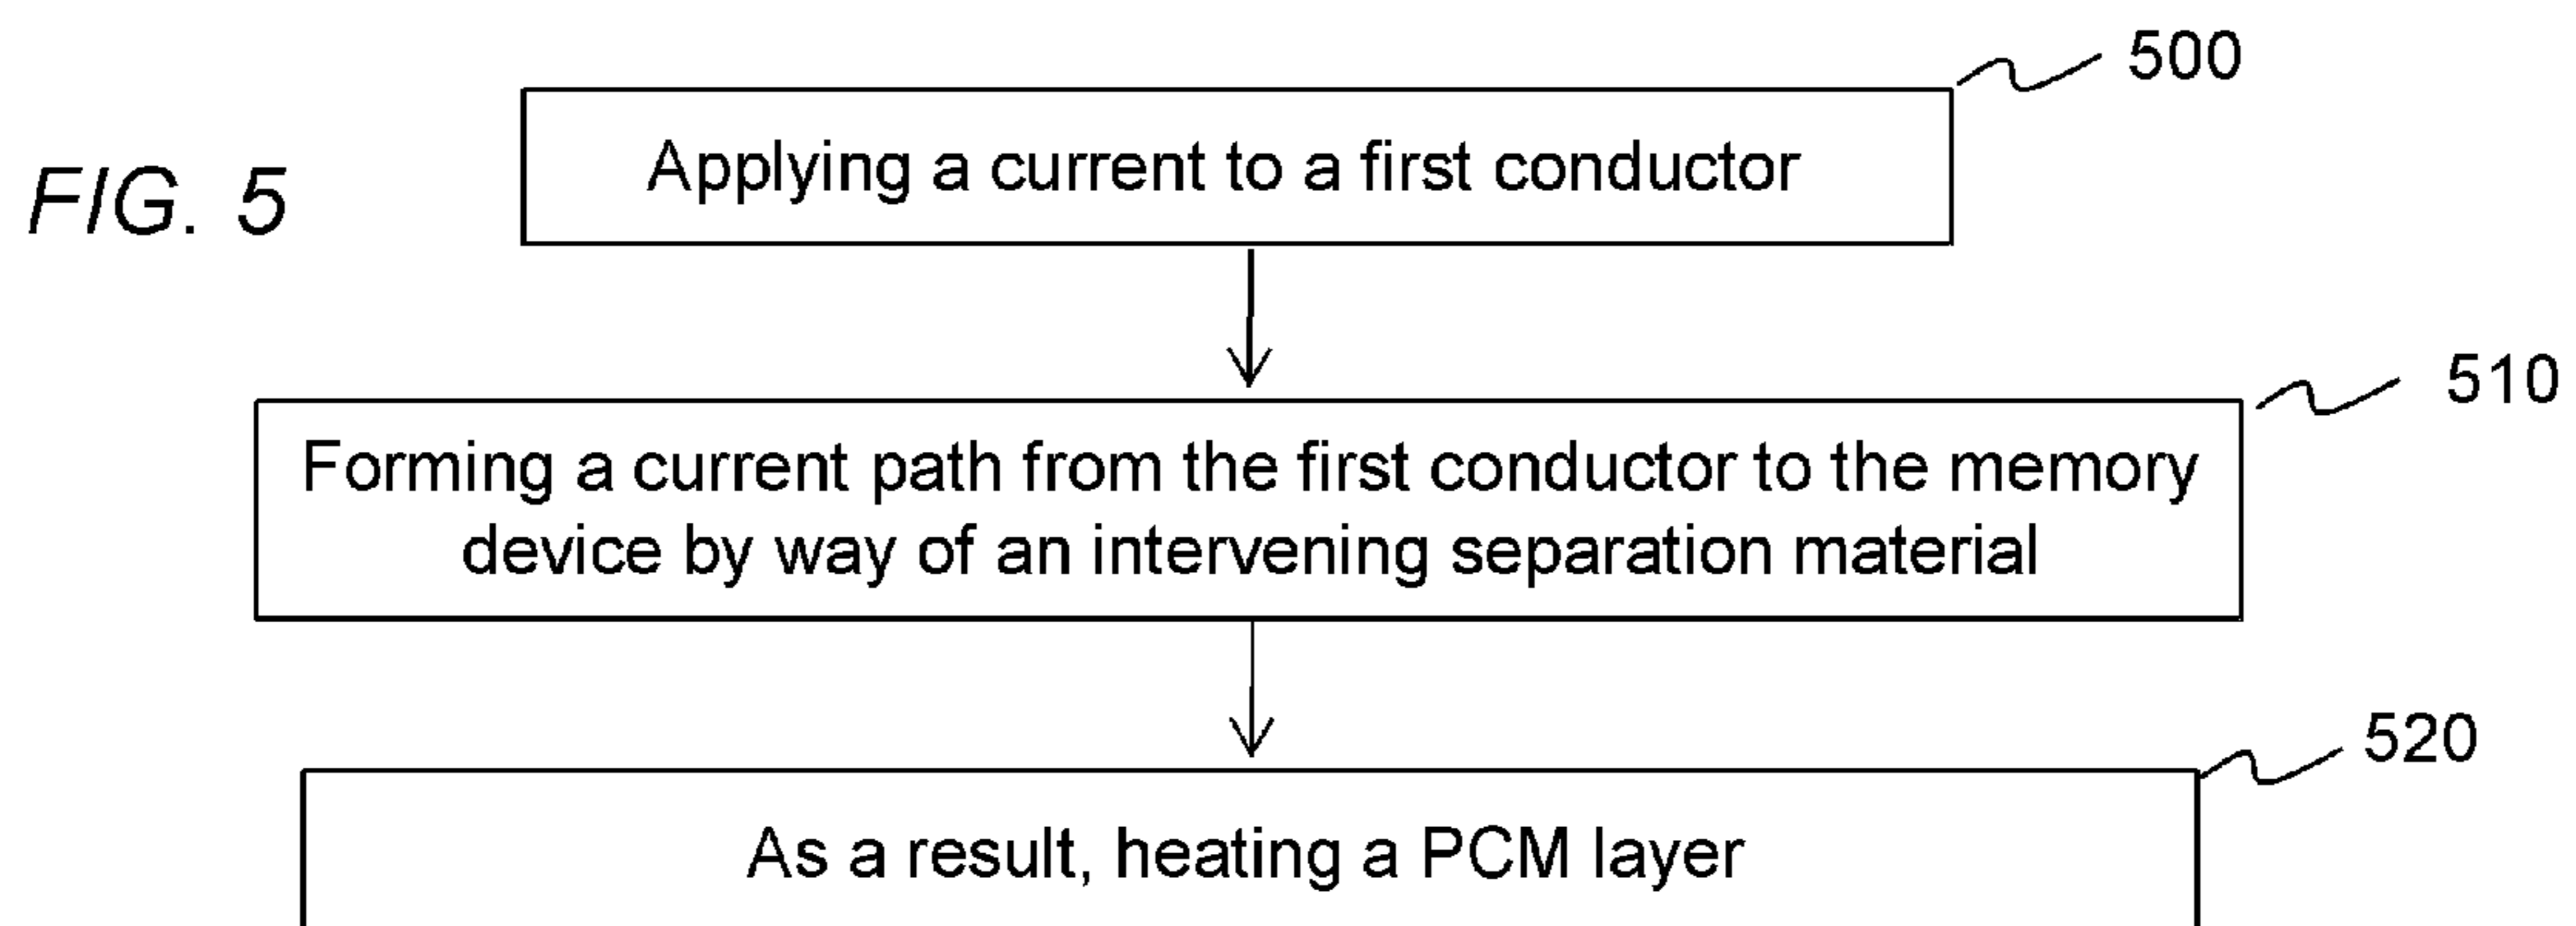 500
Applying a current to a first conductor
FIG. 5
510
Forming a current path from the first conductor to the memory
device by way of an intervening separation material
520
As a result, heating a PCM layer